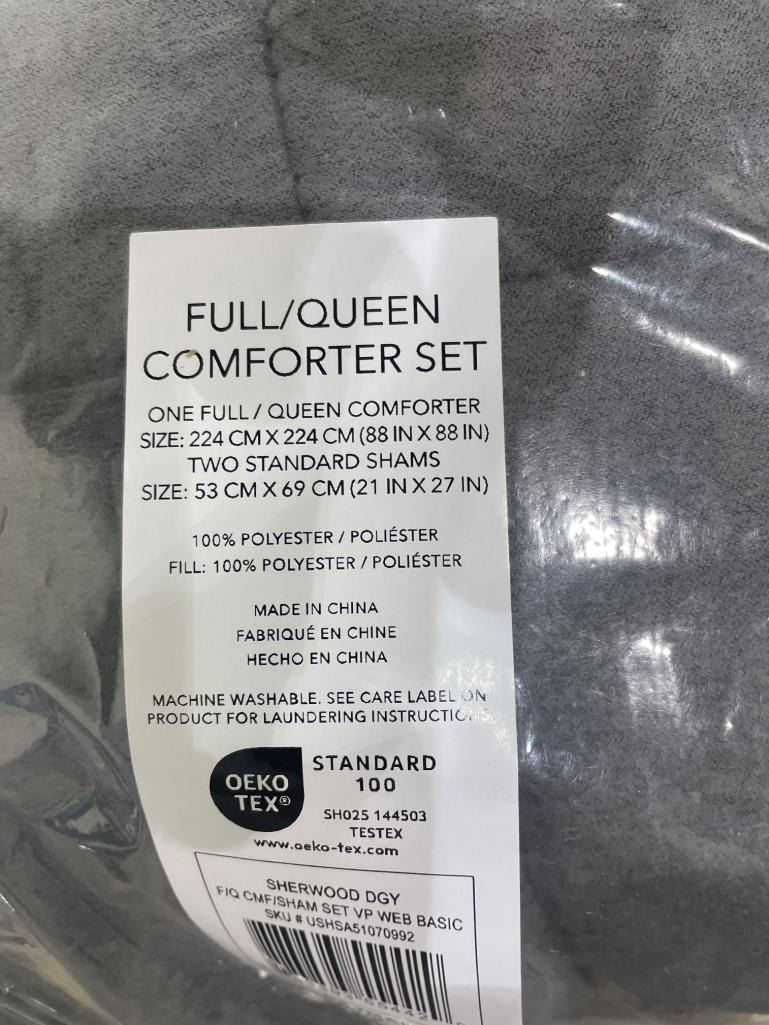 FULL/QUEEN
COMFORTER SET
ONE FULL / QUEEN COMFORTER
SIZE: 224 CM X 224 CM (88 IN X 88 IN)
TWO STANDARD SHAMS
SIZE: 53 CM X 69 CM (21 IN X 27 IN)
100% POLYESTER / POLIÉSTER
FILL: 100% POLYESTER / POLIÉSTER
MADE IN CHINA
FABRIQUÉ EN CHINE
HECHO EN CHINA
MACHINE WASHABLE. SEE CARE LABEL ON
PRODUCT FOR LAUNDERING INSTRUCTIONS
OEKO
TEX®
STANDARD
100
SH025 144503
TESTEX
www.oeko-tex.com
SHERWOOD DGY
F/Q CMF/SHAM SET VP WEB BASIC
SKU # USHSA51070992